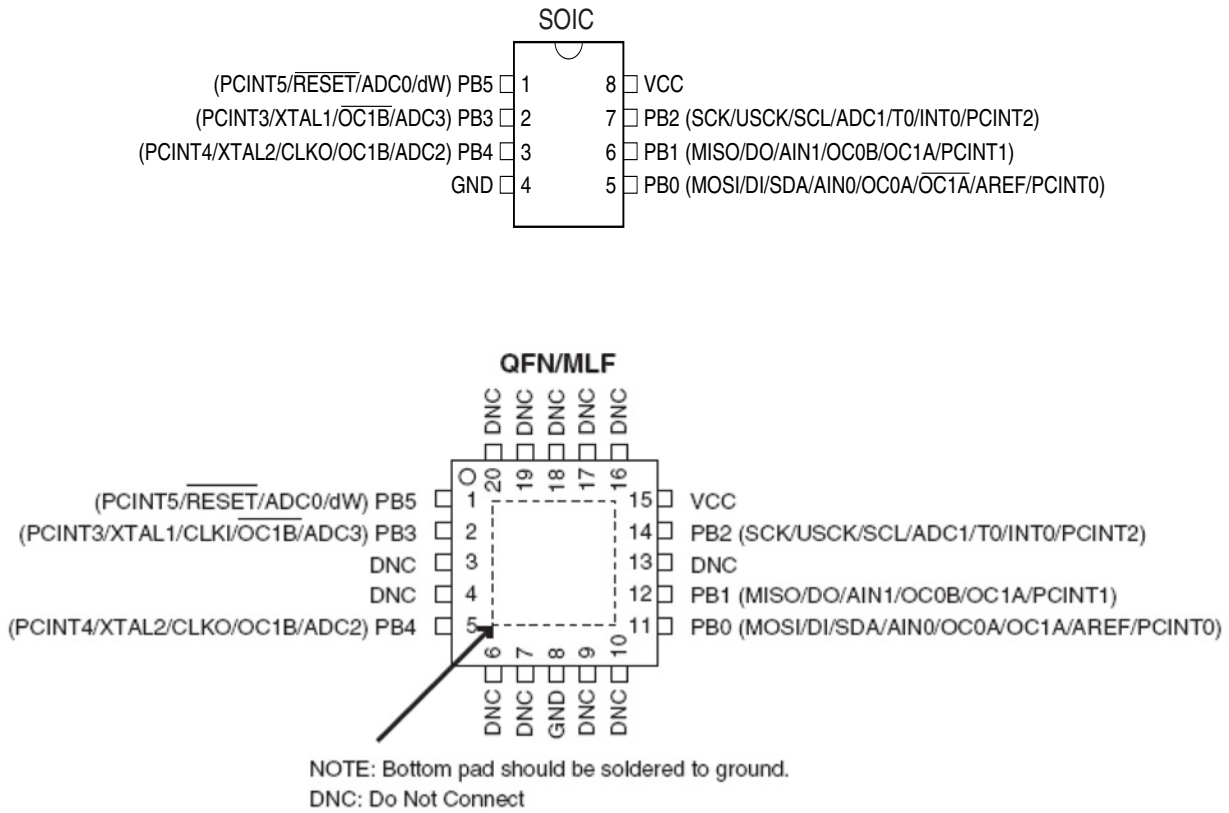 SOIC
(PCINT5/RESET/ADC0/dW) PB5 1 8 VCC
(PCINT3/XTAL1/OC1B/ADC3) PB3 2 7 PB2 (SCK/USCK/SCL/ADC1/T0/INT0/PCINT2)
(PCINT4/XTAL2/CLKO/OC1B/ADC2) PB4 3 6 PB1 (MISO/DO/AIN1/OC0B/OC1A/PCINT1)
GND 4 5 PB0 (MOSI/DI/SDA/AIN0/OC0A/OC1A/AREF/PCINT0)
QFN/MLF
DNC DNC DNC DNC DNC
20 19 18 17 16
(PCINT5/RESET/ADC0/dW) PB5 1 15 VCC
(PCINT3/XTAL1/CLKI/OC1B/ADC3) PB3 2 14 PB2 (SCK/USCK/SCL/ADC1/T0/INT0/PCINT2)
DNC 3 13 DNC
DNC 4 12 PB1 (MISO/DO/AIN1/OC0B/OC1A/PCINT1)
(PCINT4/XTAL2/CLKO/OC1B/ADC2) PB4 5 11 PB0 (MOSI/DI/SDA/AIN0/OC0A/OC1A/AREF/PCINT0)
6 7 8 9 10
DNC DNC GND DNC DNC
NOTE: Bottom pad should be soldered to ground.
DNC: Do Not Connect